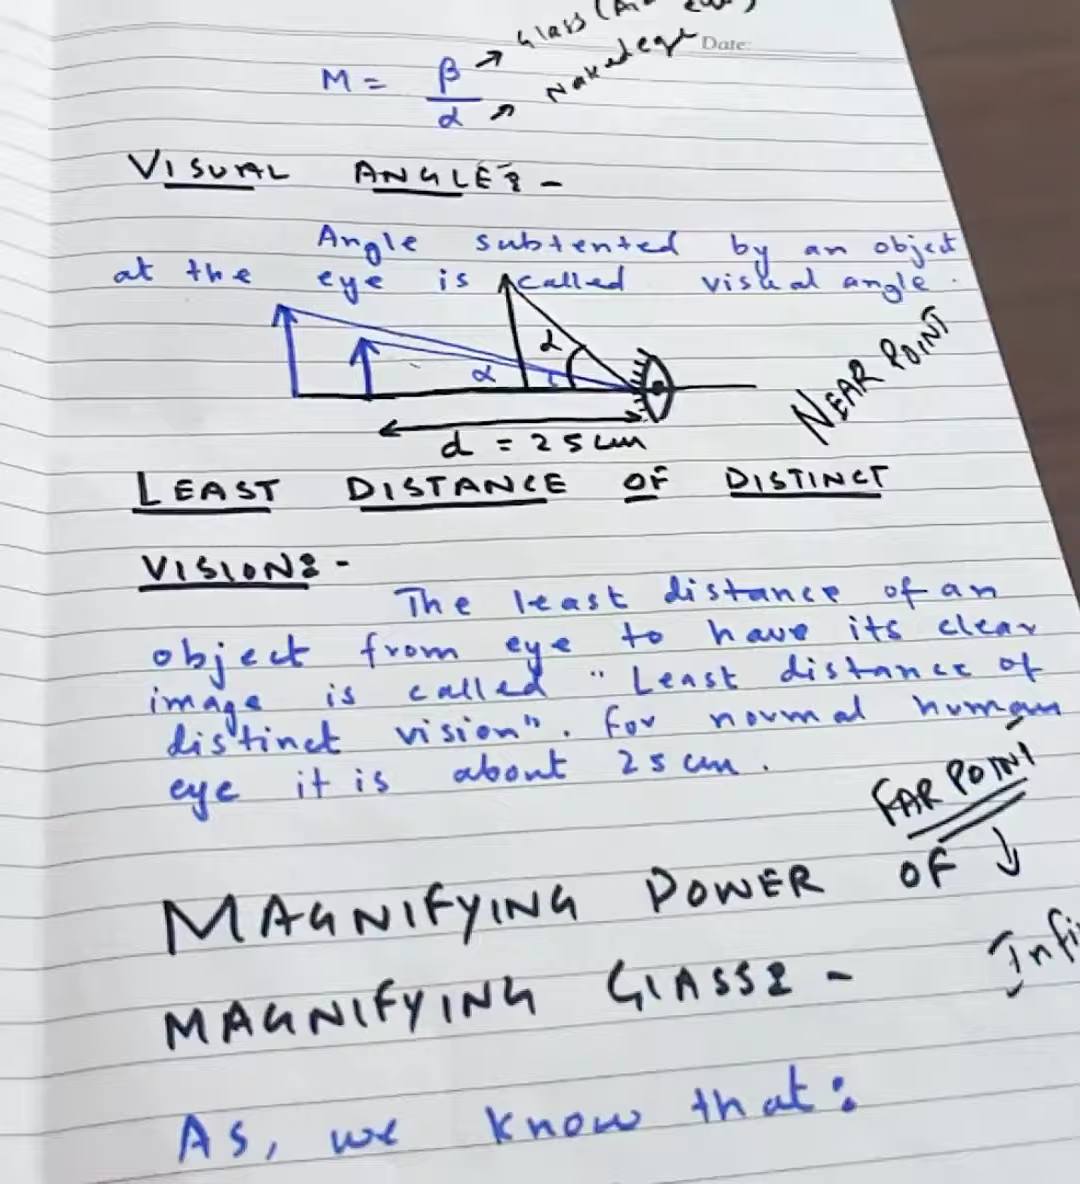 Glass
Naked eye
Date:
M = β
α
VISUAL ANGLE:-
Angle subtented by an object
at the eye is called visual angle.
α
α
NEAR POINT
d = 25 cm
LEAST DISTANCE OF DISTINCT
VISION:-
The least distance of an
object from eye to have its clear
image is called "Least distance of
distinct vision". For normal human
eye it is about 25 cm.
FAR POINT
MAGNIFYING POWER OF
MAGNIFYING GLASS:-
As, we know that: